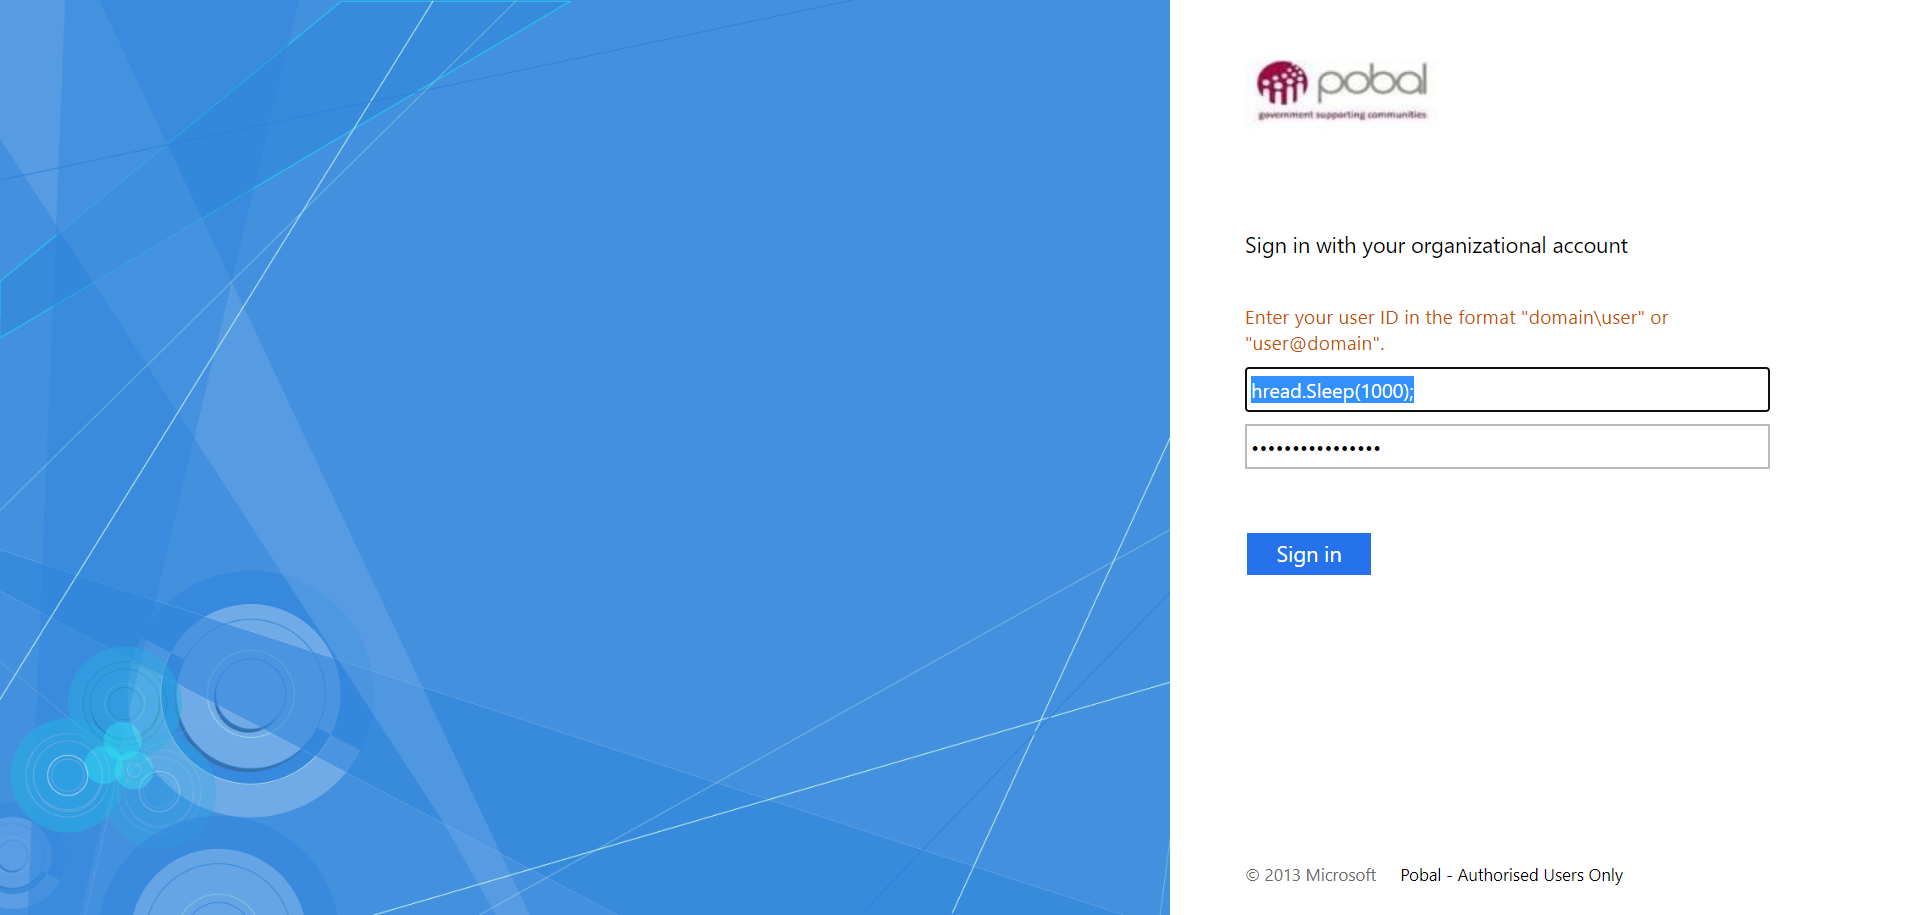 pobal
government supporting communities
Sign in with your organizational account
Enter your user ID in the format "domain\user" or
"user@domain".
hread.Sleep(1000);
••••••••••••••••
Sign in
© 2013 Microsoft Pobal - Authorised Users Only